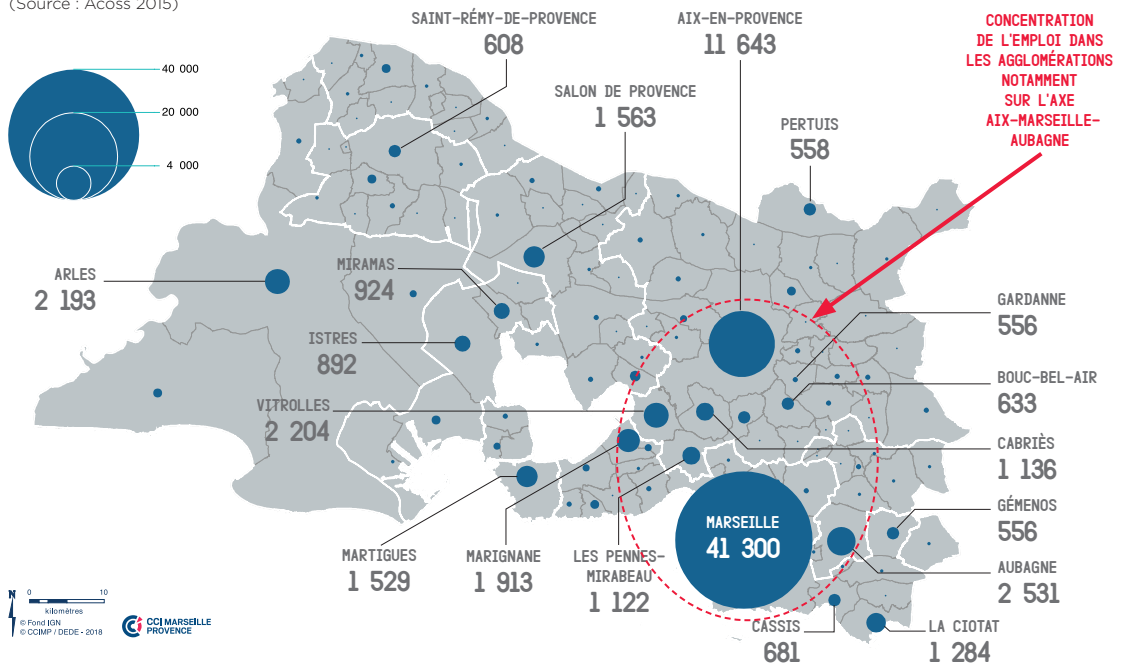 (Source : Acoss 2015)
40 000
20 000
4 000
SAINT-RÉMY-DE-PROVENCE
608
AIX-EN-PROVENCE
11 643
CONCENTRATION
DE L'EMPLOI DANS
LES AGGLOMÉRATIONS
NOTAMMENT
SUR L'AXE
AIX-MARSEILLE-
AUBAGNE
SALON DE PROVENCE
1 563
PERTUIS
558
ARLES
2 193
MIRAMAS
924
ISTRES
892
VITROLLES
2 204
GARDANNE
556
BOUC-BEL-AIR
633
CABRIÈS
1 136
GÉMENOS
556
AUBAGNE
2 531
MARSEILLE
41 300
MARTIGUES
1 529
MARIGNANE
1 913
LES PENNES-
MIRABEAU
1 122
CASSIS
681
LA CIOTAT
1 284
N
0 10
kilomètres
© Fond IGN
© CCIMP / DEDE - 2018
CCI MARSEILLE
PROVENCE